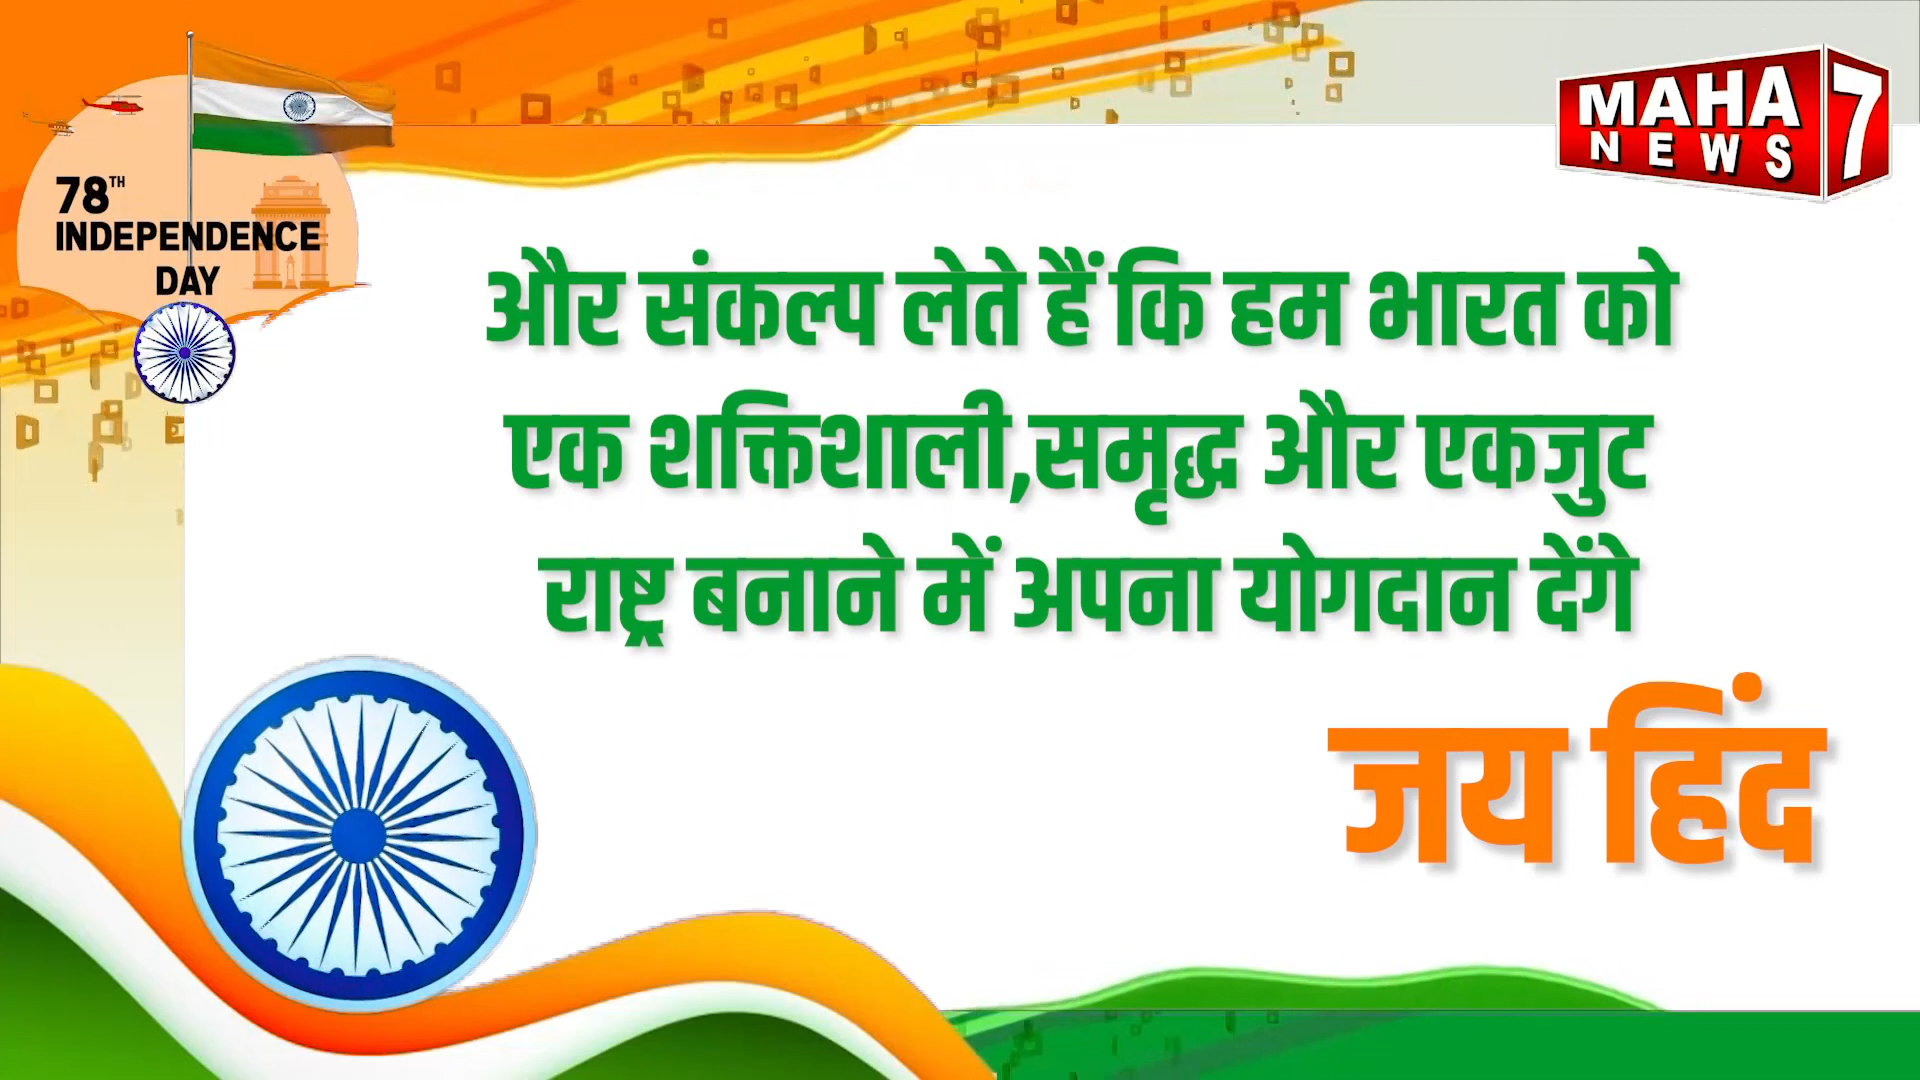 78TH
INDEPENDENCE
DAY
MAHA
NEWS
7
और संकल्प लेते हैं कि हम भारत को
एक शक्तिशाली,समृद्ध और एकजुट
राष्ट्र बनाने में अपना योगदान देंगे
जय हिंद